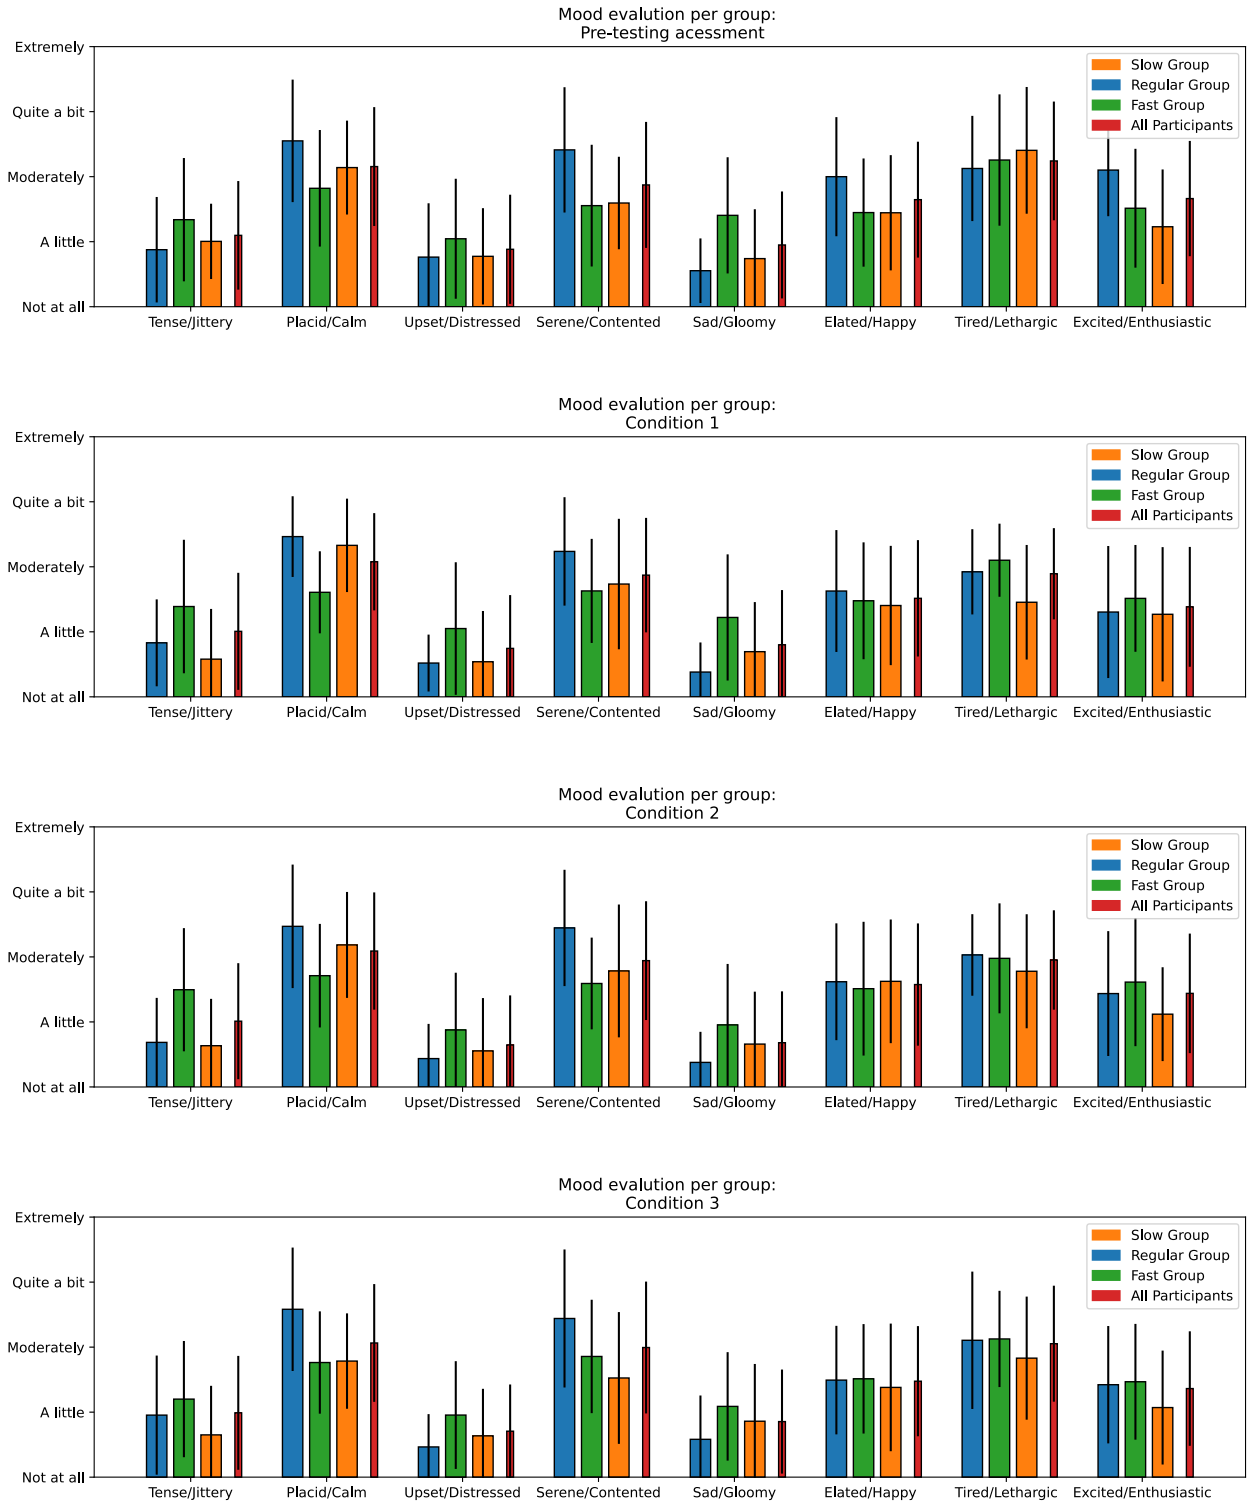 Mood evalution per group:
Pre-testing acessment
Extremely
Quite a bit
Moderately
A little
Not at all
Slow Group
Regular Group
Fast Group
All Participants
Tense/Jittery
Placid/Calm
Upset/Distressed
Serene/Contented
Sad/Gloomy
Elated/Happy
Tired/Lethargic
Excited/Enthusiastic
Mood evalution per group:
Condition 1
Extremely
Quite a bit
Moderately
A little
Not at all
Slow Group
Regular Group
Fast Group
All Participants
Tense/Jittery
Placid/Calm
Upset/Distressed
Serene/Contented
Sad/Gloomy
Elated/Happy
Tired/Lethargic
Excited/Enthusiastic
Mood evalution per group:
Condition 2
Extremely
Quite a bit
Moderately
A little
Not at all
Slow Group
Regular Group
Fast Group
All Participants
Tense/Jittery
Placid/Calm
Upset/Distressed
Serene/Contented
Sad/Gloomy
Elated/Happy
Tired/Lethargic
Excited/Enthusiastic
Mood evalution per group:
Condition 3
Extremely
Quite a bit
Moderately
A little
Not at all
Slow Group
Regular Group
Fast Group
All Participants
Tense/Jittery
Placid/Calm
Upset/Distressed
Serene/Contented
Sad/Gloomy
Elated/Happy
Tired/Lethargic
Excited/Enthusiastic